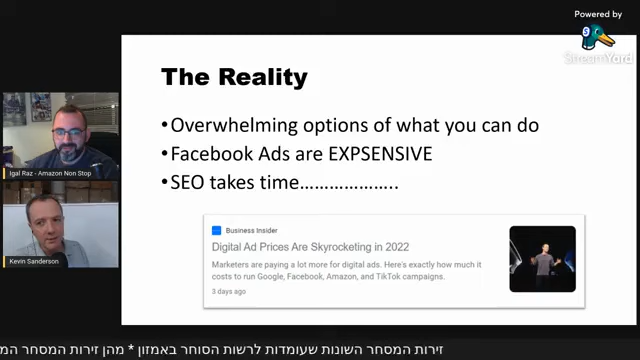 Powered by
StreamYard
The Reality
•Overwhelming options of what you can do
•Facebook Ads are EXPSENSIVE
•SEO takes time………………..
Business Insider
Digital Ad Prices Are Skyrocketing in 2022
Marketers are paying a lot more for digital ads. Here's exactly how much it
costs to run Google, Facebook, Amazon, and TikTok campaigns.
3 days ago
Igal Raz - Amazon Non Stop
Kevin Sanderson
זירות המסחר השונות שעומדות לרשות הסוחר באמזון * מהן זירות המסחר המ